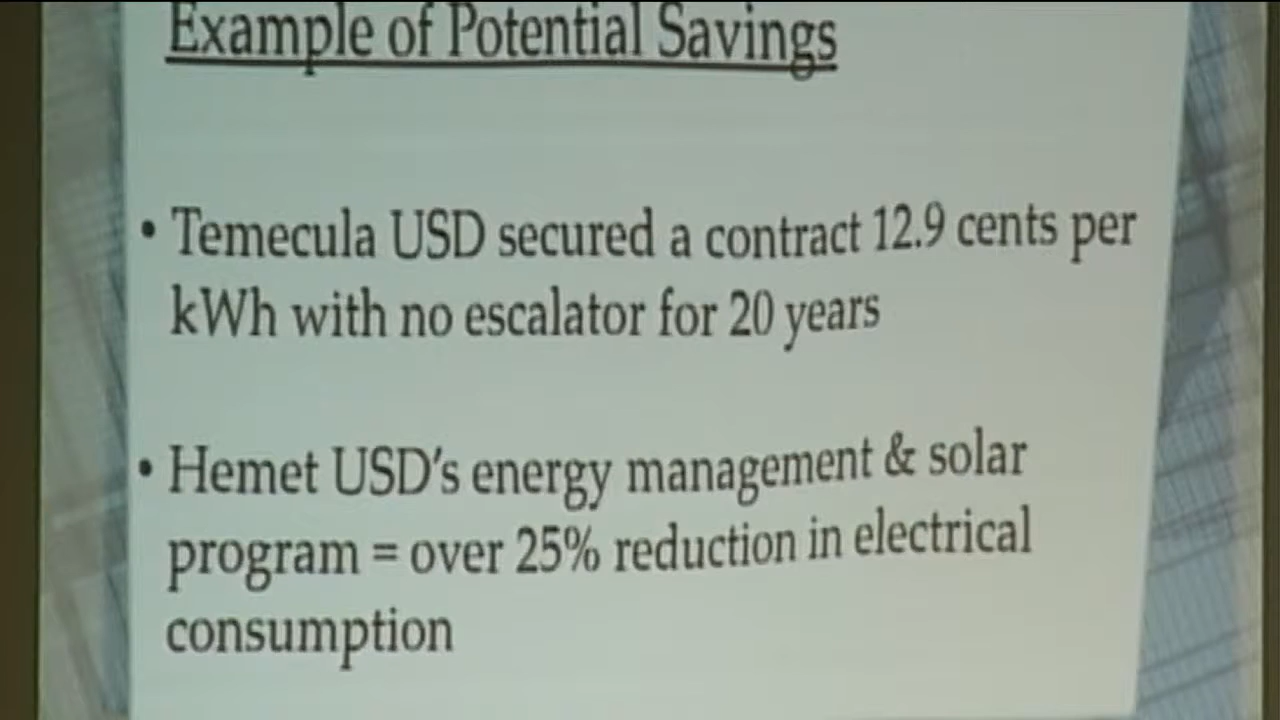 Example of Potential Savings
• Temecula USD secured a contract 12.9 cents per
kWh with no escalator for 20 years
• Hemet USD's energy management & solar
program = over 25% reduction in electrical
consumption